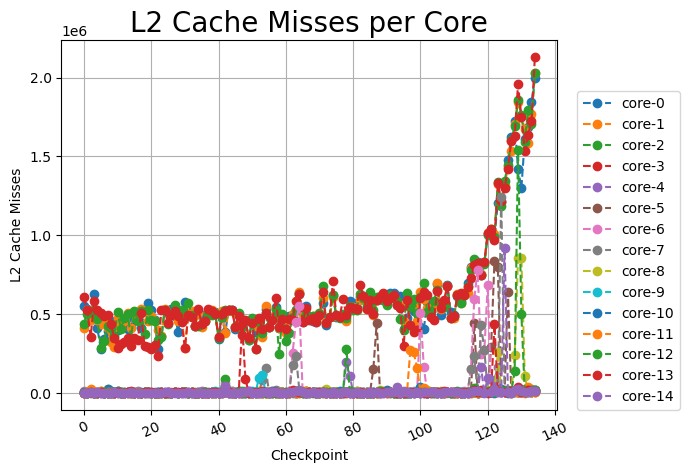 L2 Cache Misses per Core
1e6
2.0
1.5
1.0
0.5
0.0
L2 Cache Misses
0
20
40
60
80
100
120
140
Checkpoint
core-0
core-1
core-2
core-3
core-4
core-5
core-6
core-7
core-8
core-9
core-10
core-11
core-12
core-13
core-14